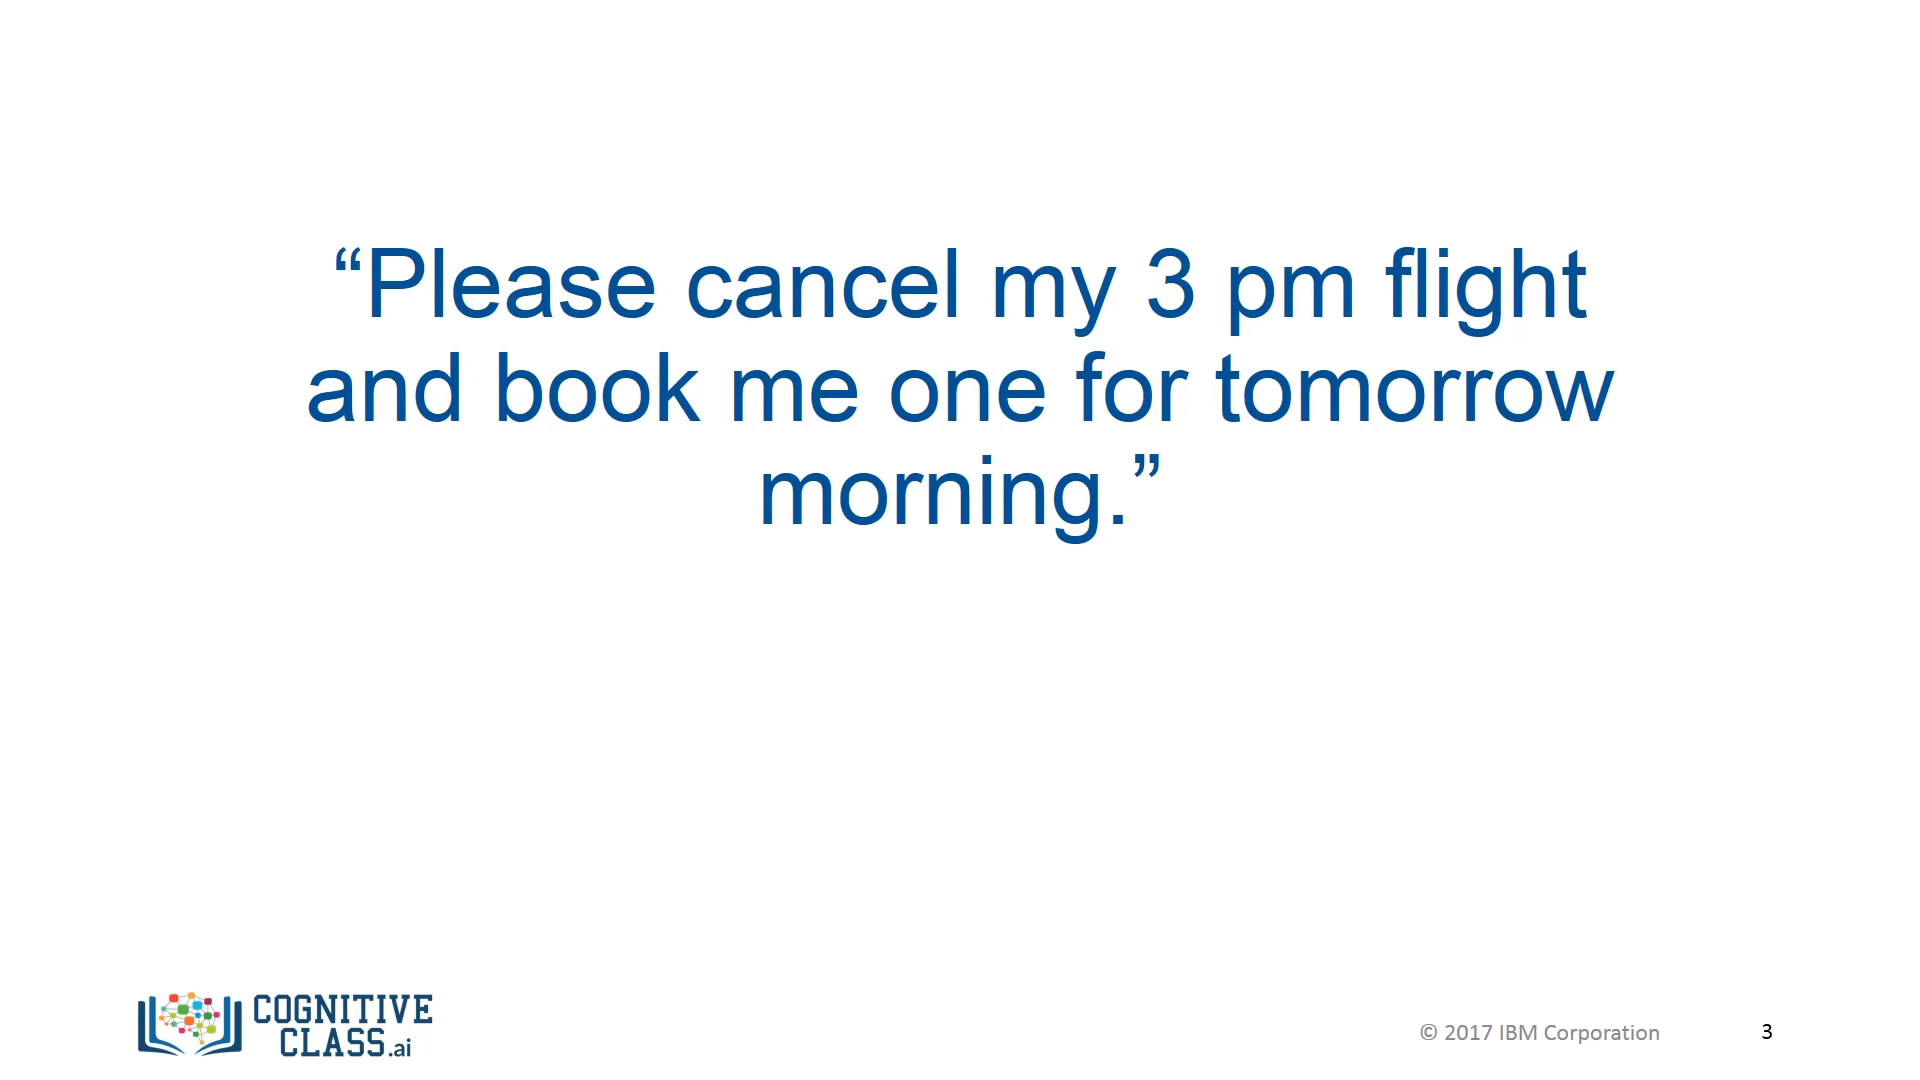 “Please cancel my 3 pm flight
and book me one for tomorrow
morning.”
COGNITIVE
CLASS.ai
© 2017 IBM Corporation
3